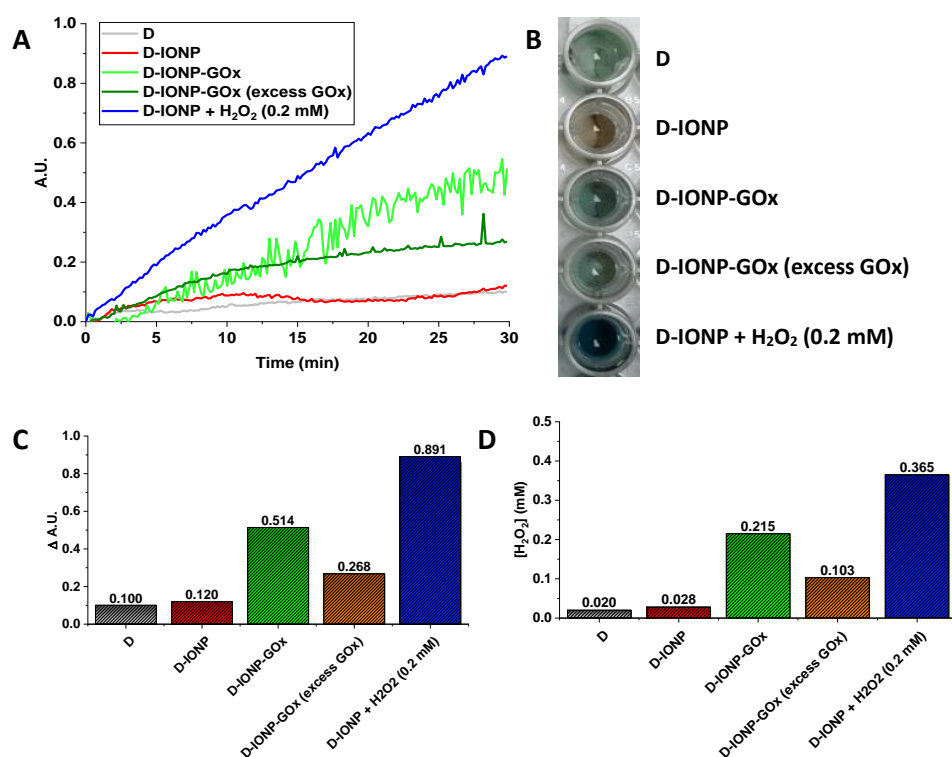 A
D
D-IONP
D-IONP-GOx
D-IONP-GOx (excess GOx)
D-IONP + H₂O₂ (0.2 mM)
1.0
0.8
0.6
0.4
0.2
0.0
A.U.
0
5
10
15
20
25
30
Time (min)
B
D
D-IONP
D-IONP-GOx
D-IONP-GOx (excess GOx)
D-IONP + H₂O₂ (0.2 mM)
C
1.0
0.8
0.6
0.4
0.2
0.0
Δ A.U.
0.100
0.120
0.514
0.268
0.891
D
D-IONP
D-IONP-GOx
D-IONP-GOx (excess GOx)
D-IONP + H2O2 (0.2 mM)
D
0.5
0.4
0.3
0.2
0.1
0.0
[H₂O₂] (mM)
0.020
0.028
0.215
0.103
0.365
D
D-IONP
D-IONP-GOx
D-IONP-GOx (excess GOx)
D-IONP + H2O2 (0.2 mM)